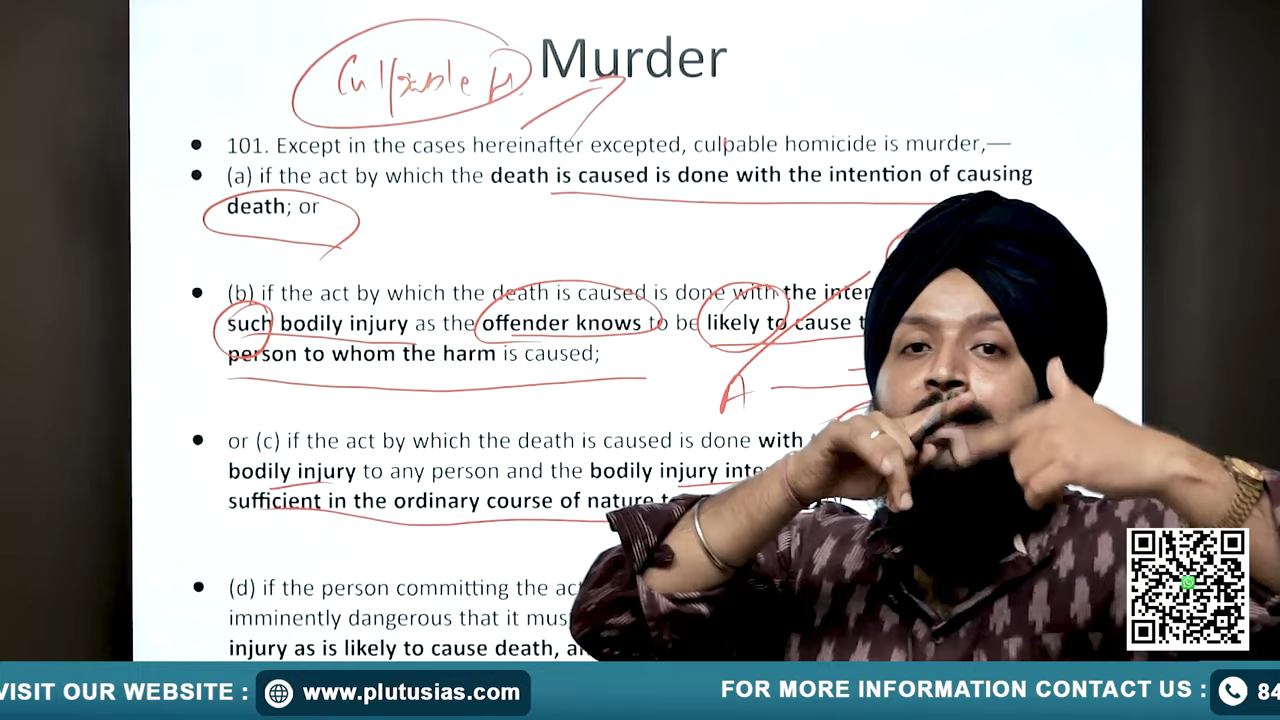 Culpable H.
Murder
101. Except in the cases hereinafter excepted, culpable homicide is murder,—
(a) if the act by which the death is caused is done with the intention of causing
death; or
(b) if the act by which the death is caused is done with the inten
such bodily injury as the offender knows to be likely to cause t
person to whom the harm is caused;
A
or (c) if the act by which the death is caused is done with
bodily injury to any person and the bodily injury inte
sufficient in the ordinary course of natu
(d) if the person committing the ac
imminently dangerous that it mus
injury as is likely to cause death, a
VISIT OUR WEBSITE : www.plutusias.com FOR MORE INFORMATION CONTACT US : 84